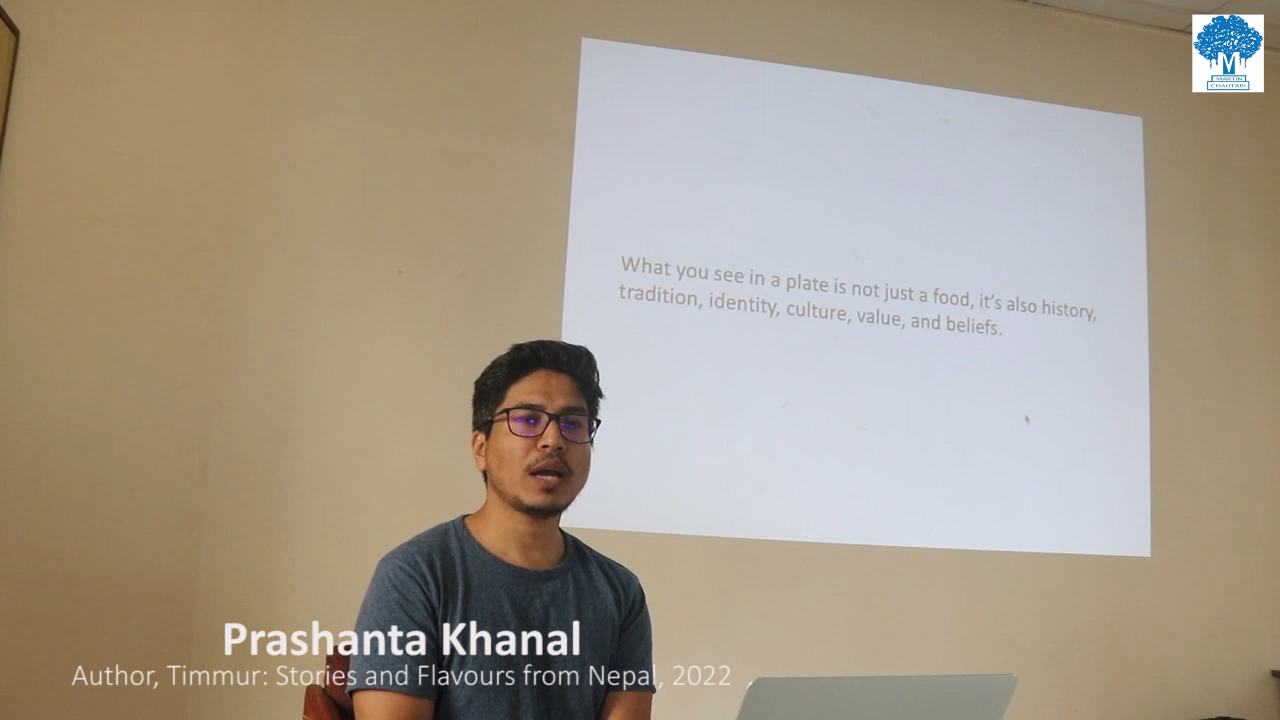 MARTIN
CHAUTARI
What you see in a plate is not just a food, it's also history,
tradition, identity, culture, value, and beliefs.
Prashanta Khanal
Author, Timmur: Stories and Flavours from Nepal, 2022